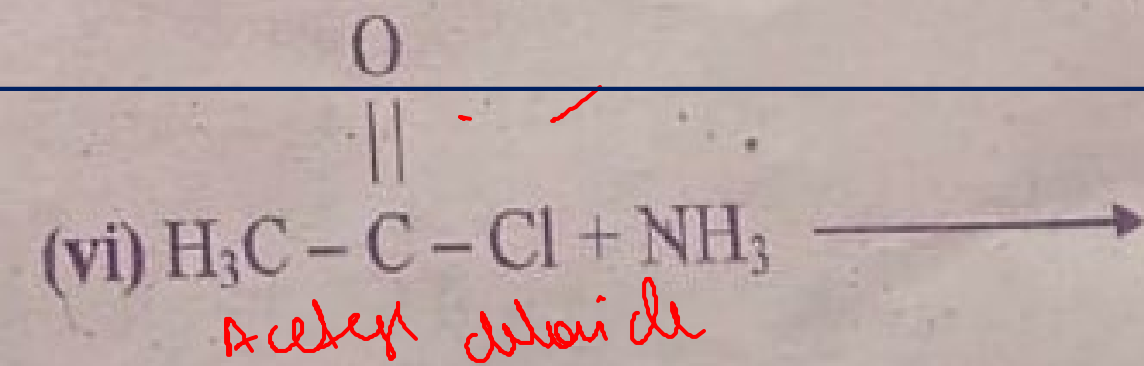 O
||
(vi) H₃C – C – Cl + NH₃ ⟶
Acetyl chloride